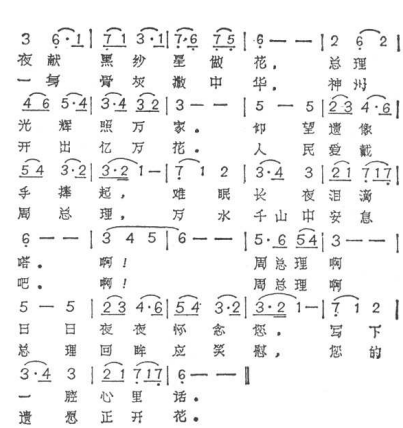 3 6·1 | 7 1 3·1 | 7·6 7 5 | 6 — — | 2 6 2 |
夜 献 黑 纱 星 做 花, 总 理
一 身 骨 灰 撒 中 华。 神 州
4 6 5·4 | 3·4 3 2 | 3 — — | 5 — 5 | 2 3 4·6 |
光 辉 照 万 家。 仰 望 遗 像
开 出 亿 万 花。 人 民 爱 戴
5 4 3·2 | 3·2 1 — | 7 1 2 | 3·4 3 | 2 1 7 1 7 |
手 捧 起, 难 眠 长 夜 泪 滴
周 总 理, 万 水 千 山 中 安 息
6 — — | 3 4 5 | 6 — — | 5·6 5 4 | 3 — — |
嗒。 啊! 周 总 理 啊
吧。 啊! 周 总 理 啊
5 — 5 | 2 3 4·6 | 5 4 3·2 | 3·2 1 — | 7 1 2 |
日 日 夜 夜 怀 念 您, 写 下
总 理 回 眸 应 笑 慰, 您 的
3·4 3 | 2 1 7 1 7 | 6 — — ‖
一 腔 心 里 话。
遗 愿 正 开 花。